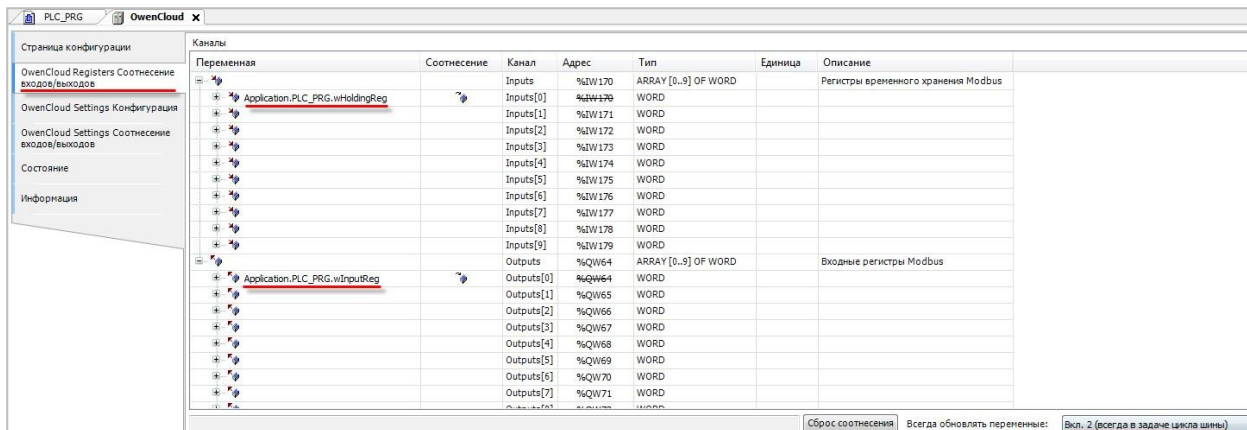 PLC_PRG OwenCloud
Страница конфигурации
OwenCloud Registers Соотнесение
входов/выходов
OwenCloud Settings Конфигурация
OwenCloud Settings Соотнесение
входов/выходов
Состояние
Информация
Каналы
Переменная Соотнесение Канал Адрес Тип Единица Описание
Inputs %IW170 ARRAY [0..9] OF WORD Регистры временного хранения Modbus
Application.PLC_PRG.wHoldingReg Inputs[0] %IW170 WORD
Inputs[1] %IW171 WORD
Inputs[2] %IW172 WORD
Inputs[3] %IW173 WORD
Inputs[4] %IW174 WORD
Inputs[5] %IW175 WORD
Inputs[6] %IW176 WORD
Inputs[7] %IW177 WORD
Inputs[8] %IW178 WORD
Inputs[9] %IW179 WORD
Outputs %QW64 ARRAY [0..9] OF WORD Входные регистры Modbus
Application.PLC_PRG.wInputReg Outputs[0] %QW64 WORD
Outputs[1] %QW65 WORD
Outputs[2] %QW66 WORD
Outputs[3] %QW67 WORD
Outputs[4] %QW68 WORD
Outputs[5] %QW69 WORD
Outputs[6] %QW70 WORD
Outputs[7] %QW71 WORD
Сброс соотнесения Всегда обновлять переменные: Вкл. 2 (всегда в задаче цикла шины)